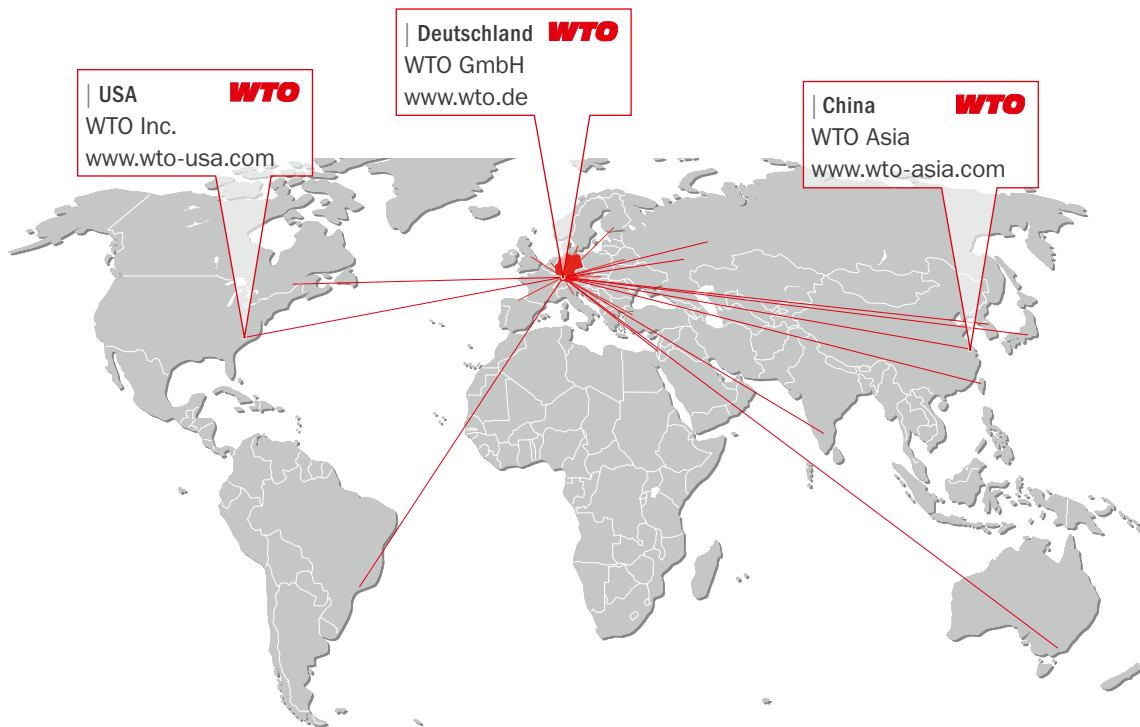 | USA WTO
WTO Inc.
www.wto-usa.com
| Deutschland WTO
WTO GmbH
www.wto.de
| China WTO
WTO Asia
www.wto-asia.com